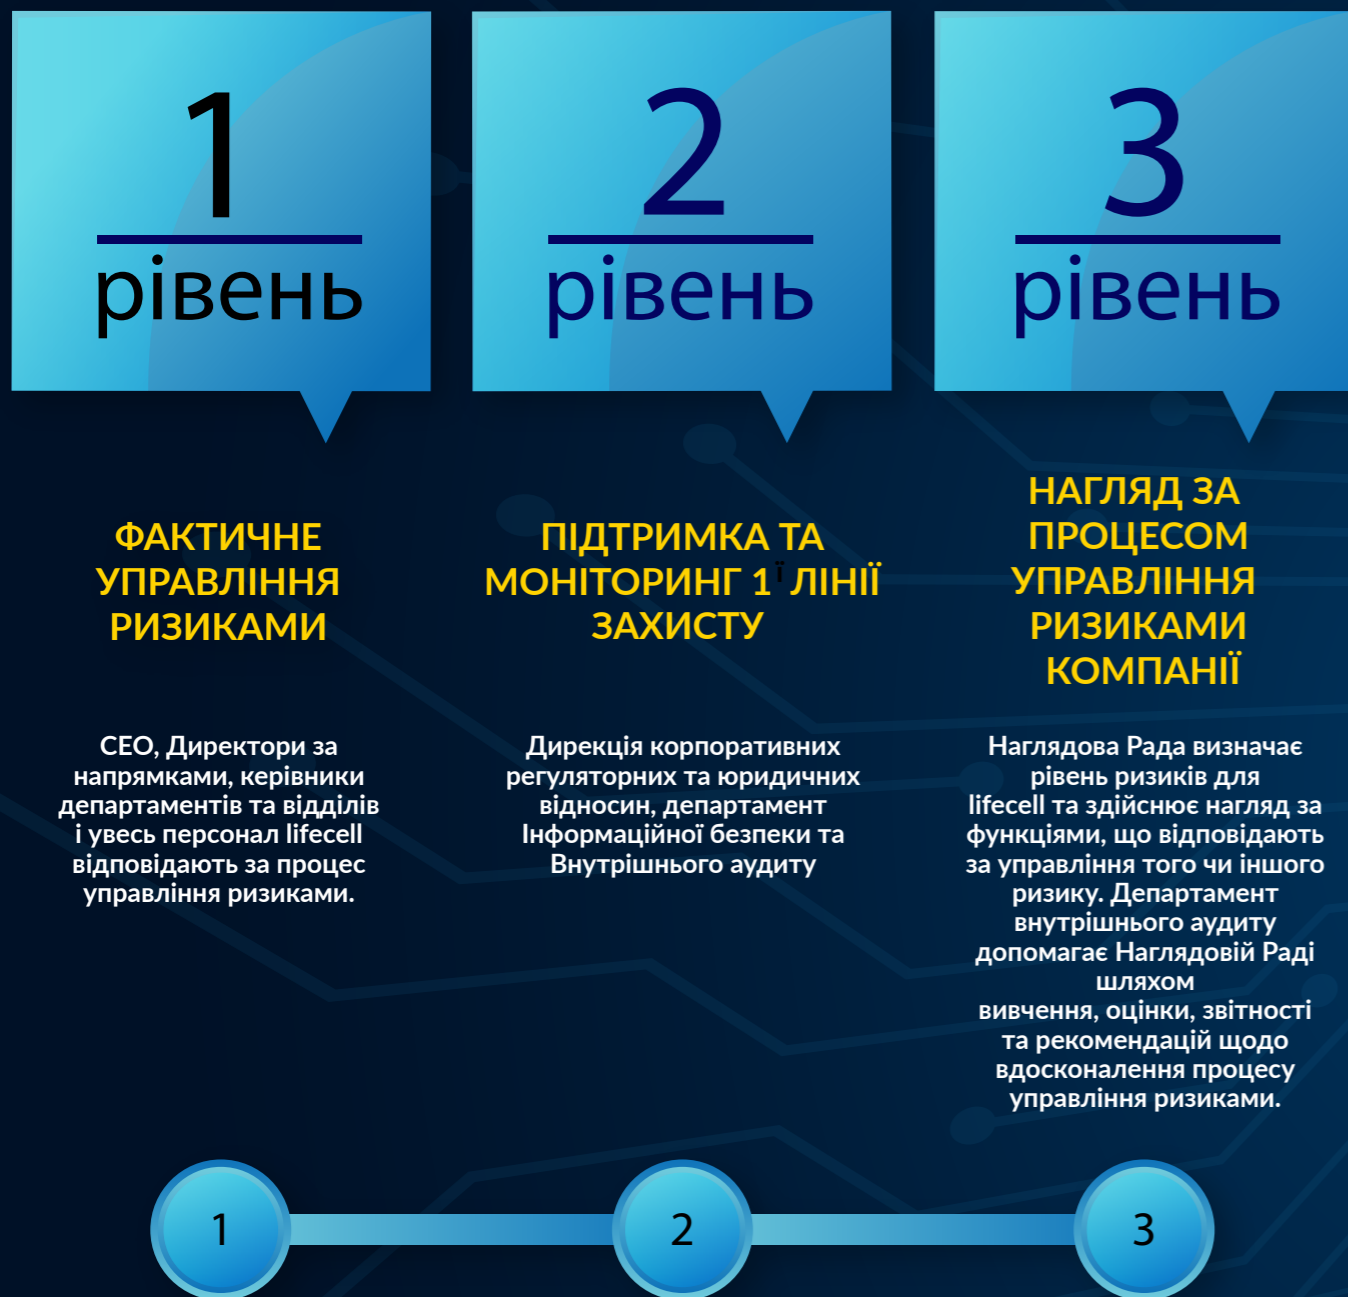 1
рівень
ФАКТИЧНЕ
УПРАВЛІННЯ
РИЗИКАМИ
СЕО, Директори за
напрямками, керівники
департаментів та відділів
і увесь персонал lifecell
відповідають за процес
управління ризиками.
2
рівень
ПІДТРИМКА ТА
МОНІТОРИНГ 1ї ЛІНІЇ
ЗАХИСТУ
Дирекція корпоративних
регуляторних та юридичних
відносин, департамент
Інформаційної безпеки та
Внутрішнього аудиту
3
рівень
НАГЛЯД ЗА
ПРОЦЕСОМ
УПРАВЛІННЯ
РИЗИКАМИ
КОМПАНІЇ
Наглядова Рада визначає
рівень ризиків для
lifecell та здійснює нагляд за
функціями, що відповідають
за управління того чи іншого
ризику. Департамент
внутрішнього аудиту
допомагає Наглядовій Раді
шляхом
вивчення, оцінки, звітності
та рекомендацій щодо
вдосконалення процесу
управління ризиками.
1
2
3